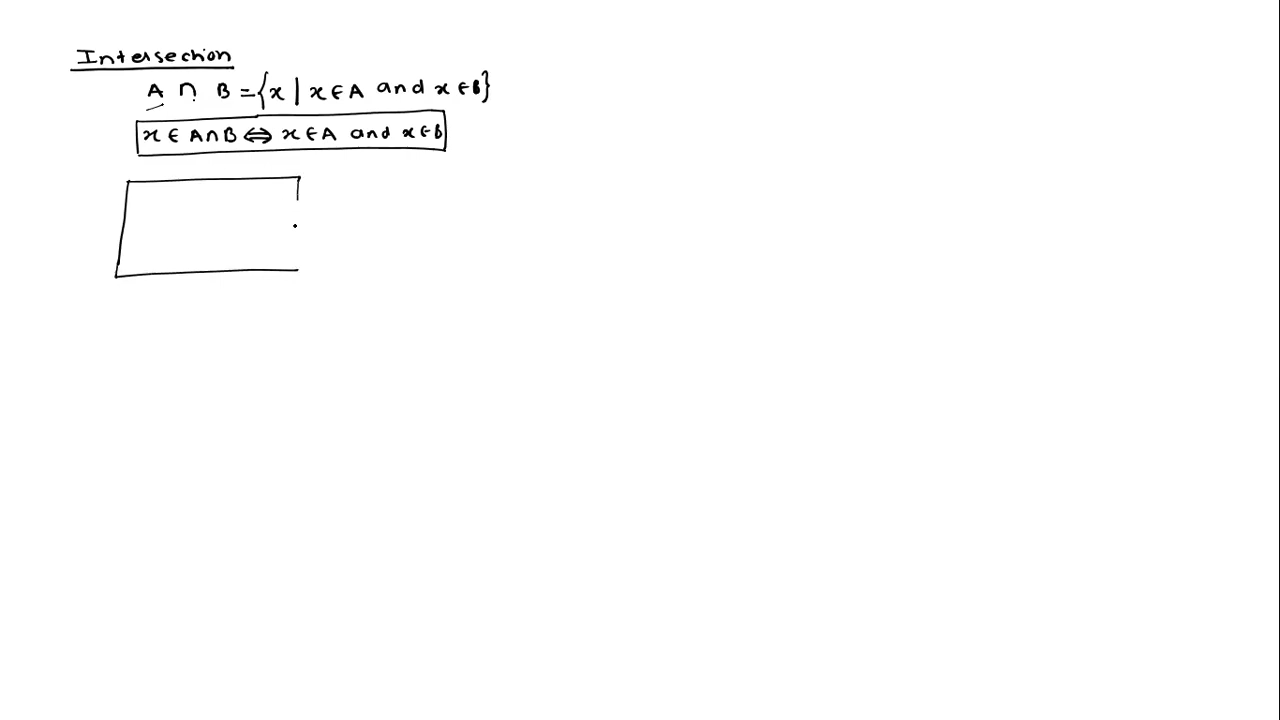 Intersection
A ∩ B = {x | x ∈ A and x ∈ B}
x ∈ A∩B ⇔ x ∈ A and x ∈ B